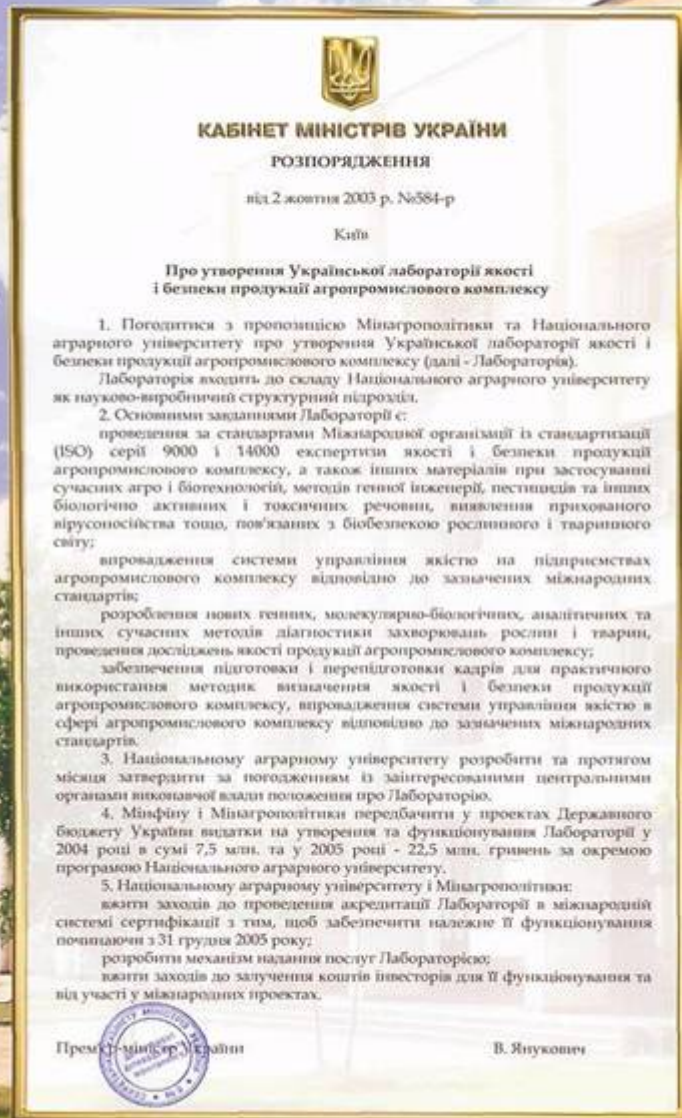 КАБІНЕТ МІНІСТРІВ УКРАЇНИ
РОЗПОРЯДЖЕННЯ
від 2 жовтня 2003 р. №584-р
Київ
Про утворення Української лабораторії якості
і безпеки продукції агропромислового комплексу
1. Погодитися з пропозицією Мінагрополітики та Національного
аграрного університету про утворення Української лабораторії якості і
безпеки продукції агропромислового комплексу (далі - Лабораторія).
Лабораторія входить до складу Національного аграрного університету
як науково-виробничий структурний підрозділ.
2. Основними завданнями Лабораторії є:
проведення за стандартами Міжнародної організації із стандартизації
(ISO) серії 9000 і 14000 експертизи якості і безпеки продукції
агропромислового комплексу, а також інших матеріалів при застосуванні
сучасних агро і біотехнологій, методів генної інженерії, пестицидів та інших
біологічно активних і токсичних речовин, виявлення прихованого
вірусоносійства тощо, пов'язаних з біобезпекою рослинного і тваринного
світу;
впровадження системи управління якістю на підприємствах
агропромислового комплексу відповідно до зазначених міжнародних
стандартів;
розроблення нових генних, молекулярно-біологічних, аналітичних та
інших сучасних методів діагностики захворювань рослин і тварин,
проведення досліджень якості продукції агропромислового комплексу;
забезпечення підготовки і перепідготовки кадрів для практичного
використання методик визначення якості і безпеки продукції
агропромислового комплексу, впровадження системи управління якістю в
сфері агропромислового комплексу відповідно до зазначених міжнародних
стандартів.
3. Національному аграрному університету розробити та протягом
місяця затвердити за погодженням із заінтересованими центральними
органами виконавчої влади положення про Лабораторію.
4. Мінфіну і Мінагрополітики передбачити у проектах Державного
бюджету України видатки на утворення та функціонування Лабораторії у
2004 році в сумі 7,5 млн. та у 2005 році - 22,5 млн. гривень за окремою
програмою Національного аграрного університету.
5. Національному аграрному університету і Мінагрополітики:
вжити заходів до проведення акредитації Лабораторії в міжнародній
системі сертифікації з тим, щоб забезпечити належне її функціонування
починаючи з 31 грудня 2005 року;
розробити механізм надання послуг Лабораторією;
вжити заходів до залучення коштів інвесторів для її функціонування та
від участі у міжнародних проектах.
Прем'єр-міністр України В. Янукович